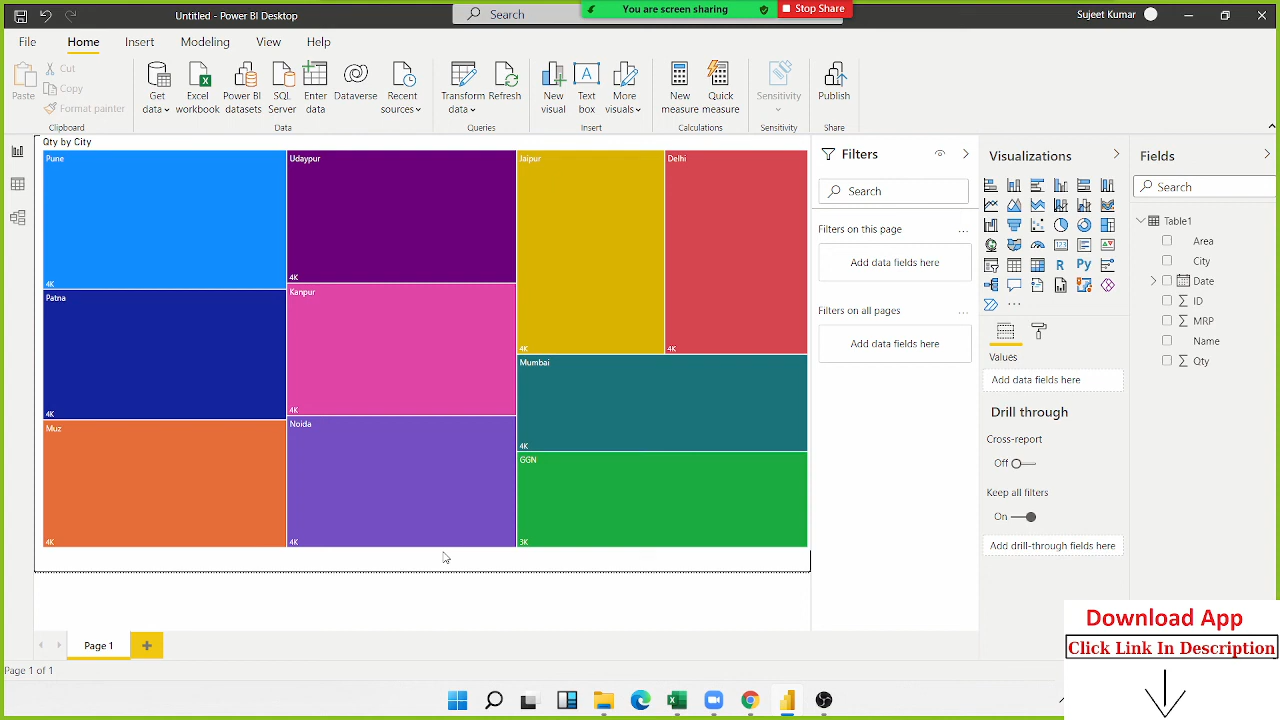 Untitled - Power BI Desktop
Search
You are screen sharing
Stop Share
Sujeet Kumar
File
Home
Insert
Modeling
View
Help
Paste
Cut
Copy
Format painter
Clipboard
Get data
Excel workbook
Power BI datasets
SQL Server
Enter data
Dataverse
Recent sources
Data
Transform data
Refresh
Queries
New visual
Text box
More visuals
Insert
New measure
Quick measure
Calculations
Sensitivity
Sensitivity
Publish
Share
Qty by City
Pune
4K
Patna
4K
Muz
4K
Udaypur
4K
Kanpur
4K
Noida
4K
Jaipur
4K
Delhi
4K
Mumbai
4K
GGN
3K
Filters
Search
Filters on this page
...
Add data fields here
Filters on all pages
...
Add data fields here
Visualizations
R
Py
123
...
Values
Add data fields here
Drill through
Cross-report
Off
Keep all filters
On
Add drill-through fields here
Fields
Search
Table1
Area
City
Date
Σ ID
Σ MRP
Name
Σ Qty
Page 1
Page 1 of 1
Download App
Click Link In Description